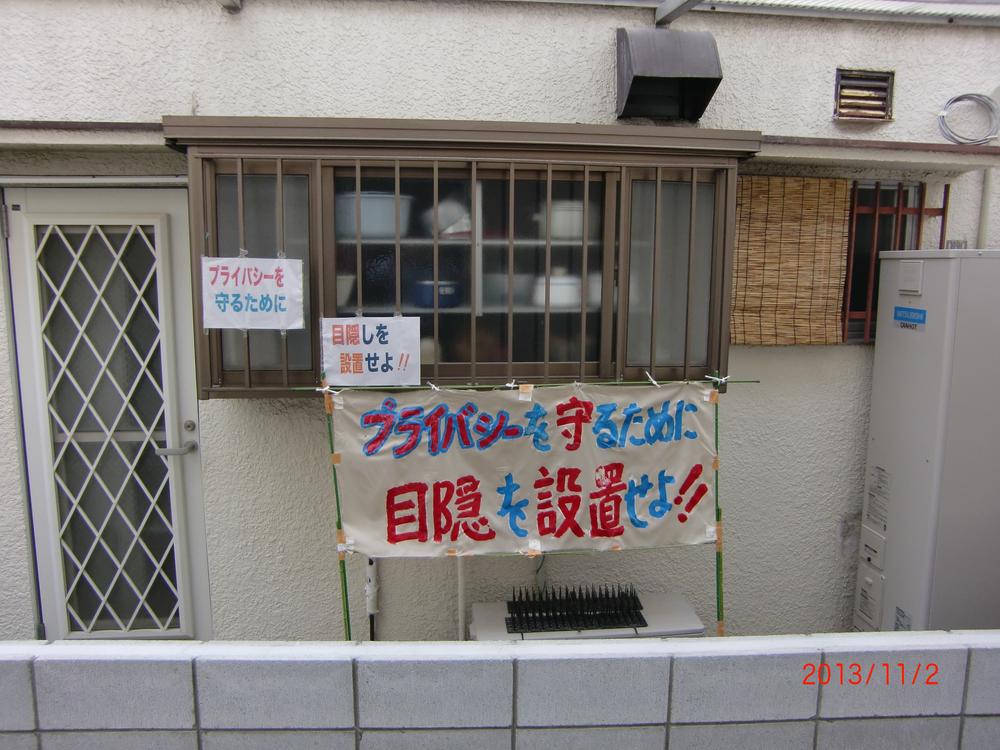 プライバシーを
守るために
目隠しを
設置せよ!!
プライバシーを守るために
目隠を設置せよ!!
MITSUBISHI
DIAHOT
2013/11/2